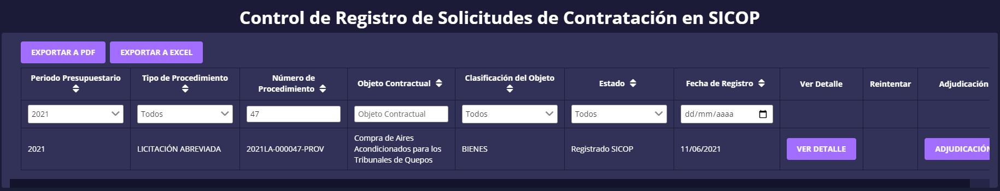 Control de Registro de Solicitudes de Contratación en SICOP
EXPORTAR A PDF
EXPORTAR A EXCEL
Periodo Presupuestario
Tipo de Procedimiento
Número de
Procedimiento
Objeto Contractual
Clasificación del Objeto
Estado
Fecha de Registro
Ver Detalle
Reintentar
Adjudicación
2021
Todos
47
Objeto Contractual
Todos
Todos
dd/mm/aaaa
2021
LICITACIÓN ABREVIADA
2021LA-000047-PROV
Compra de Aires
Acondicionados para los
Tribunales de Quepos
BIENES
Registrado SICOP
11/06/2021
VER DETALLE
ADJUDICACIÓN